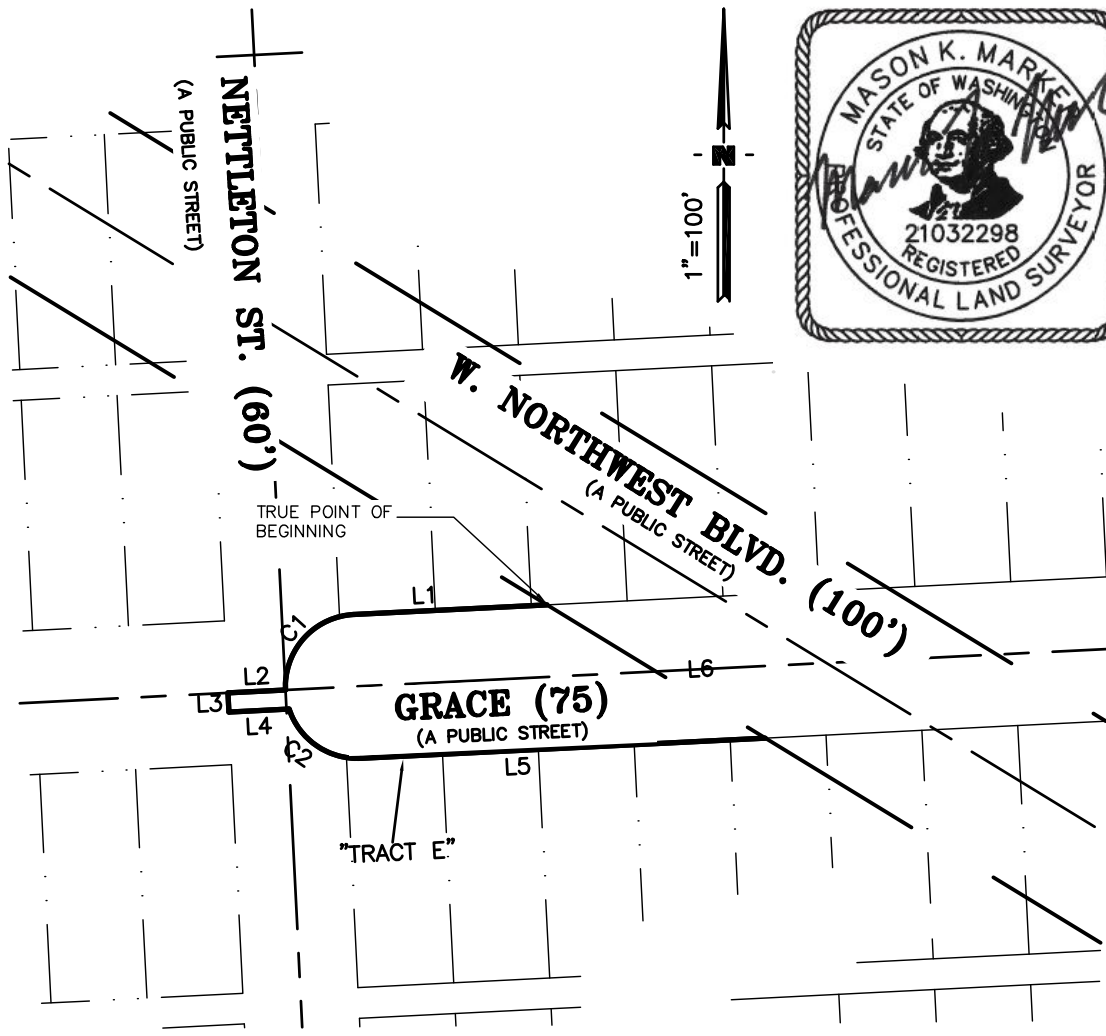 NETTLETON ST. (60')
(A PUBLIC STREET)
N
1"=100'
MASON K. MARKE
STATE OF WASHINGTON
21032298
REGISTERED
PROFESSIONAL LAND SURVEYOR
W. NORTHWEST BLVD. (100')
(A PUBLIC STREET)
TRUE POINT OF
BEGINNING
L1
C1
L2
L6
L3
GRACE (75)
L4
(A PUBLIC STREET)
C2
L5
"TRACT E"